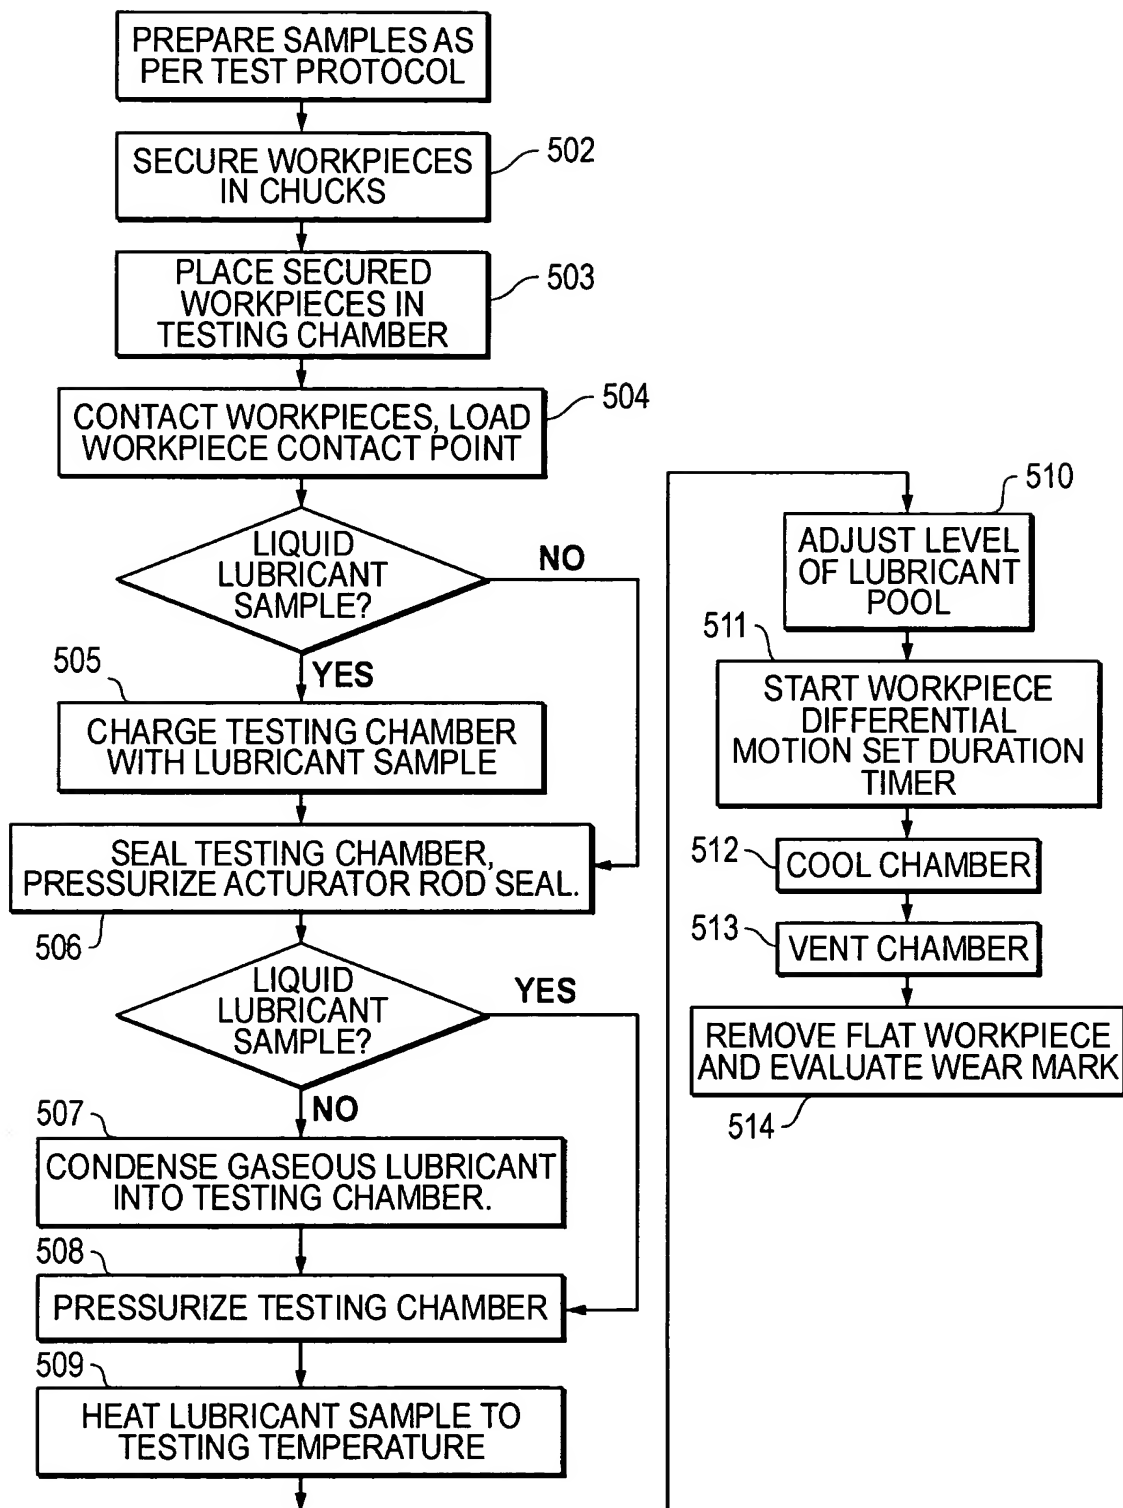 PREPARE SAMPLES AS
PER TEST PROTOCOL
502
SECURE WORKPIECES
IN CHUCKS
503
PLACE SECURED
WORKPIECES IN
TESTING CHAMBER
504
CONTACT WORKPIECES, LOAD
WORKPIECE CONTACT POINT
LIQUID
LUBRICANT
SAMPLE?
NO
YES
505
CHARGE TESTING CHAMBER
WITH LUBRICANT SAMPLE
SEAL TESTING CHAMBER,
PRESSURIZE ACTURATOR ROD SEAL.
506
LIQUID
LUBRICANT
SAMPLE?
YES
NO
507
CONDENSE GASEOUS LUBRICANT
INTO TESTING CHAMBER.
508
PRESSURIZE TESTING CHAMBER
509
HEAT LUBRICANT SAMPLE TO
TESTING TEMPERATURE
510
ADJUST LEVEL
OF LUBRICANT
POOL
511
START WORKPIECE
DIFFERENTIAL
MOTION SET DURATION
TIMER
512
COOL CHAMBER
513
VENT CHAMBER
REMOVE FLAT WORKPIECE
AND EVALUATE WEAR MARK
514